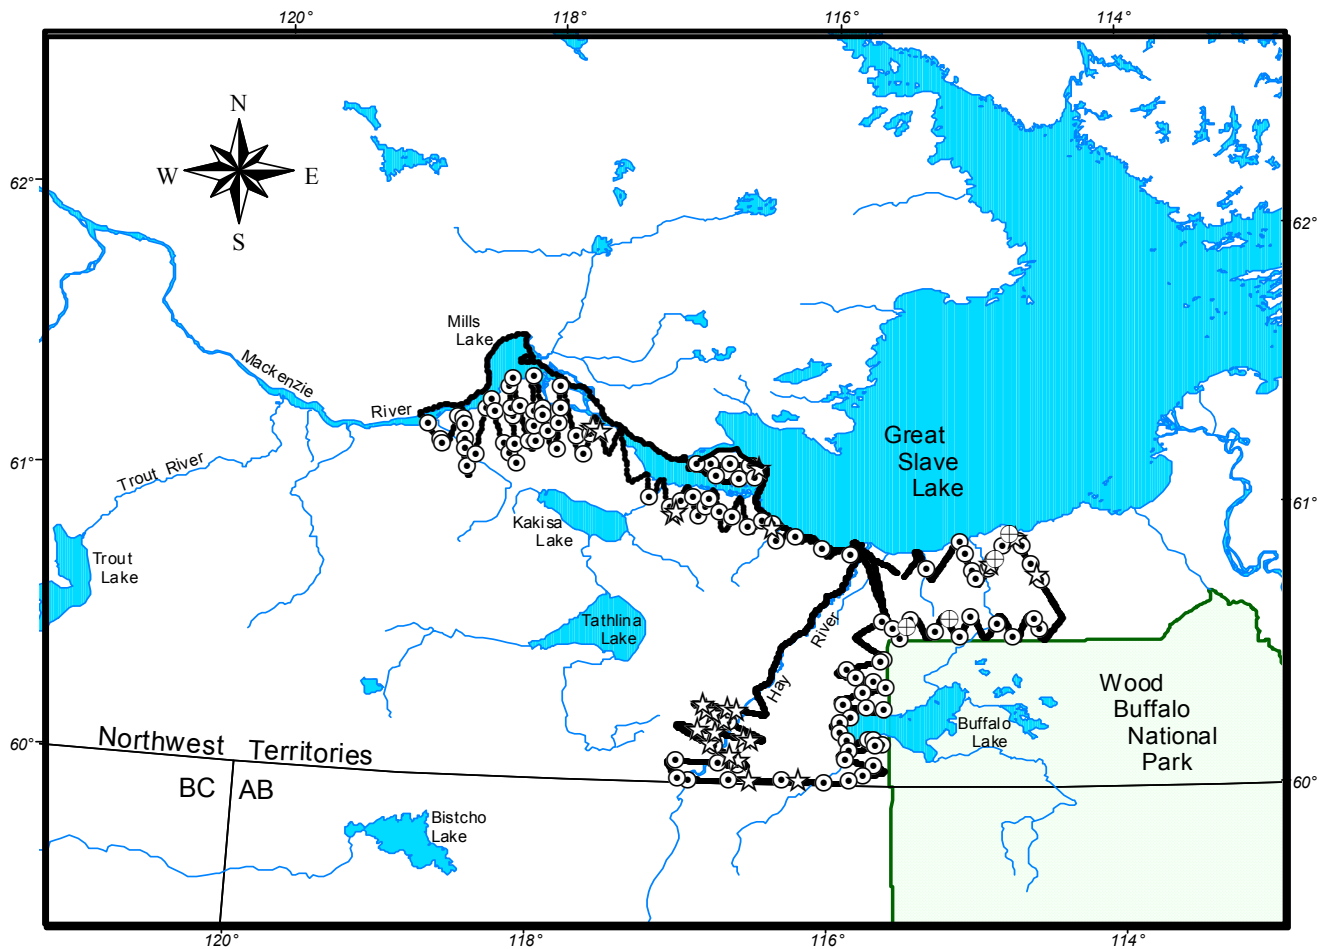 120° 118° 116° 114°
N
W E
S
62°
62°
Mills
Lake
Mackenzie
River
Great
Slave
Lake
61°
61°
Trout River
Kakisa
Lake
Trout
Lake
Tathlina
Lake
River
Hay
Wood
Buffalo
National
Park
Buffalo
Lake
60°
Northwest Territories
60°
BC AB
Bistcho
Lake
120° 118° 116° 114°